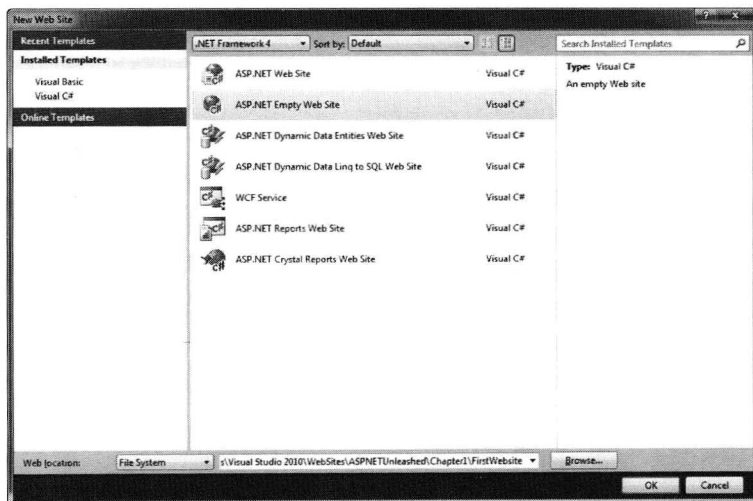 New Web Site
Recent Templates
Installed Templates
Visual Basic
Visual C#
Online Templates
.NET Framework 4
Sort by: Default
Search Installed Templates
ASP.NET Web Site Visual C#
ASP.NET Empty Web Site Visual C#
ASP.NET Dynamic Data Entities Web Site Visual C#
ASP.NET Dynamic Data Linq to SQL Web Site Visual C#
WCF Service Visual C#
ASP.NET Reports Web Site Visual C#
ASP.NET Crystal Reports Web Site Visual C#
Type: Visual C#
An empty Web site
Web location: File System s\Visual Studio 2010\WebSites\ASPNETUnleashed\Chapter1\FirstWebsite Browse...
OK Cancel